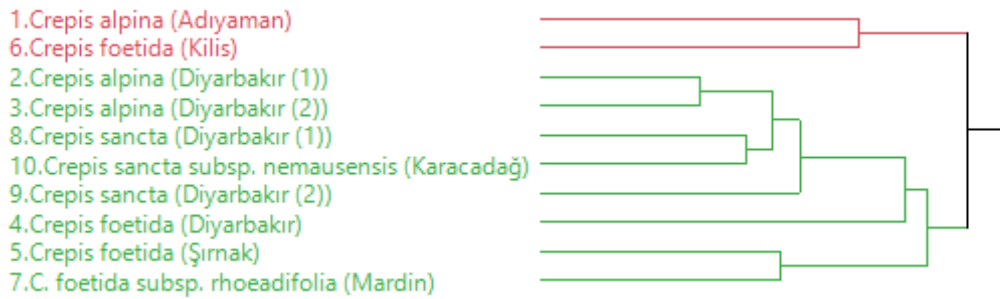 1.Crepis alpina (Adıyaman)
6.Crepis foetida (Kilis)
2.Crepis alpina (Diyarbakır (1))
3.Crepis alpina (Diyarbakır (2))
8.Crepis sancta (Diyarbakır (1))
10.Crepis sancta subsp. nemausensis (Karacadağ)
9.Crepis sancta (Diyarbakır (2))
4.Crepis foetida (Diyarbakır)
5.Crepis foetida (Şırnak)
7.C. foetida subsp. rhoeadifolia (Mardin)